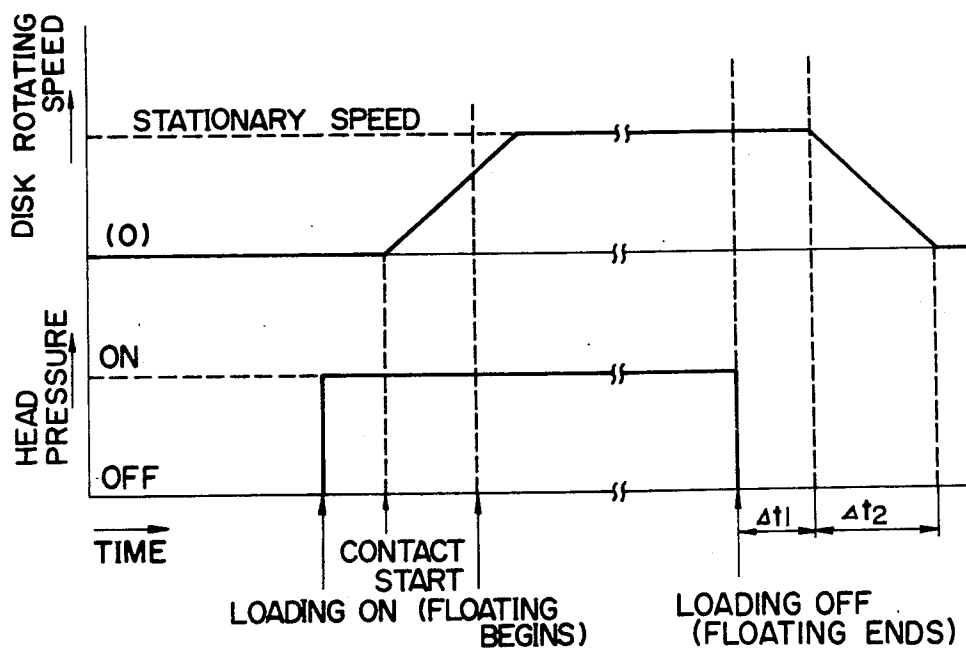 DISK ROTATING
SPEED
STATIONARY SPEED
(0)
HEAD
PRESSURE
ON
OFF
TIME
Δt1
Δt2
CONTACT
START
LOADING ON (FLOATING
BEGINS)
LOADING OFF
(FLOATING ENDS)